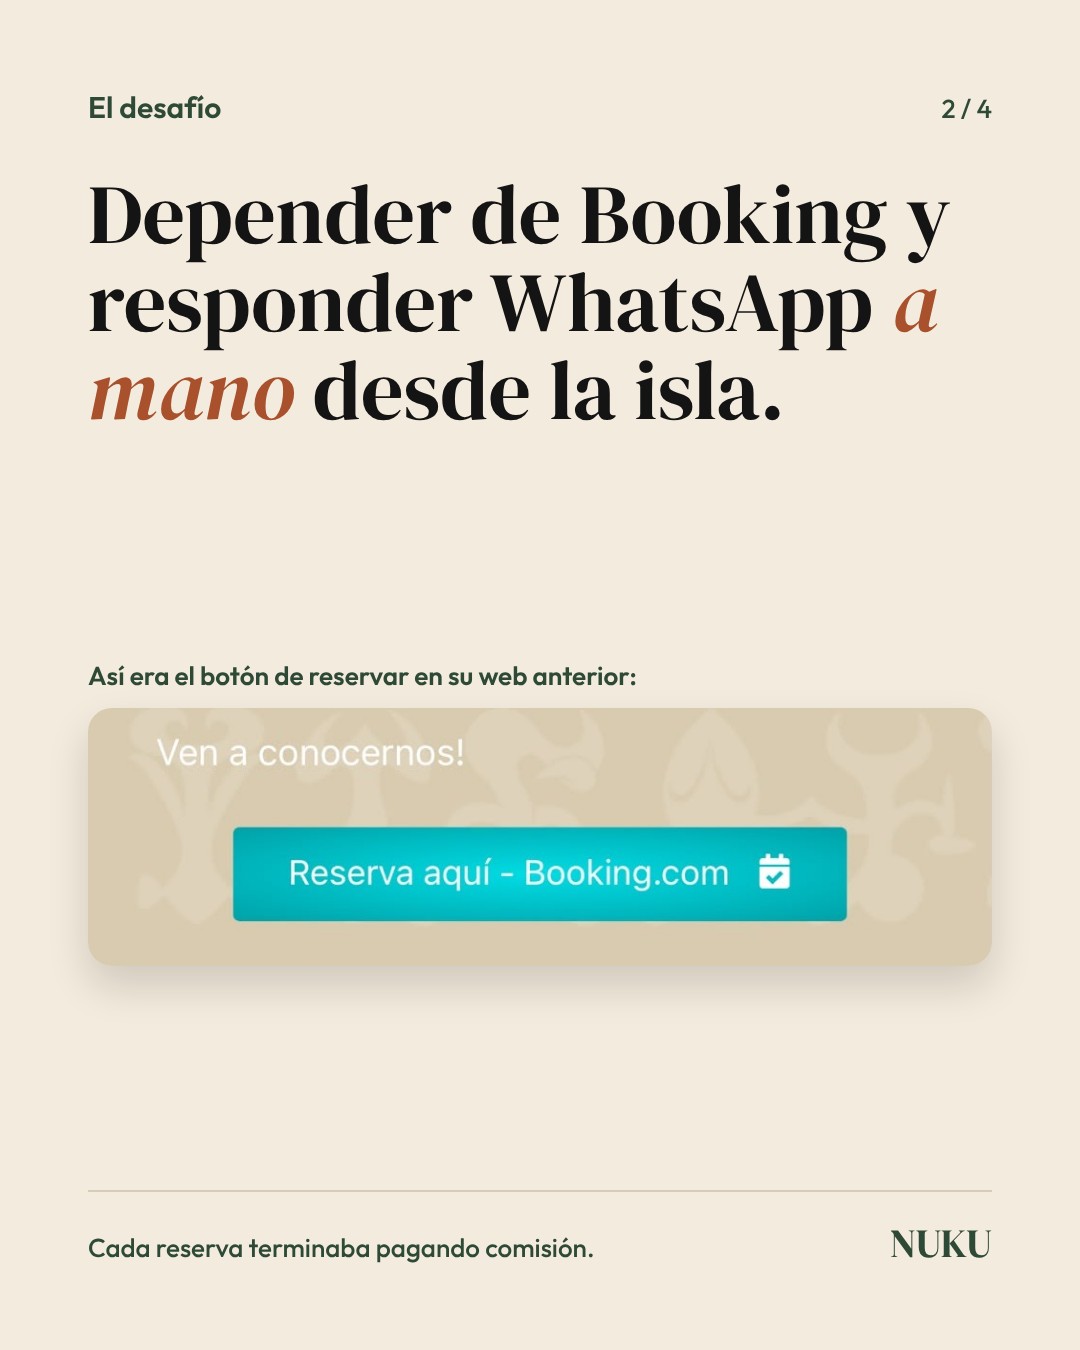 El desafío
2 / 4
Depender de Booking y
responder WhatsApp a
mano desde la isla.
Así era el botón de reservar en su web anterior:
Ven a conocernos!
Reserva aquí - Booking.com
Cada reserva terminaba pagando comisión.
NUKU